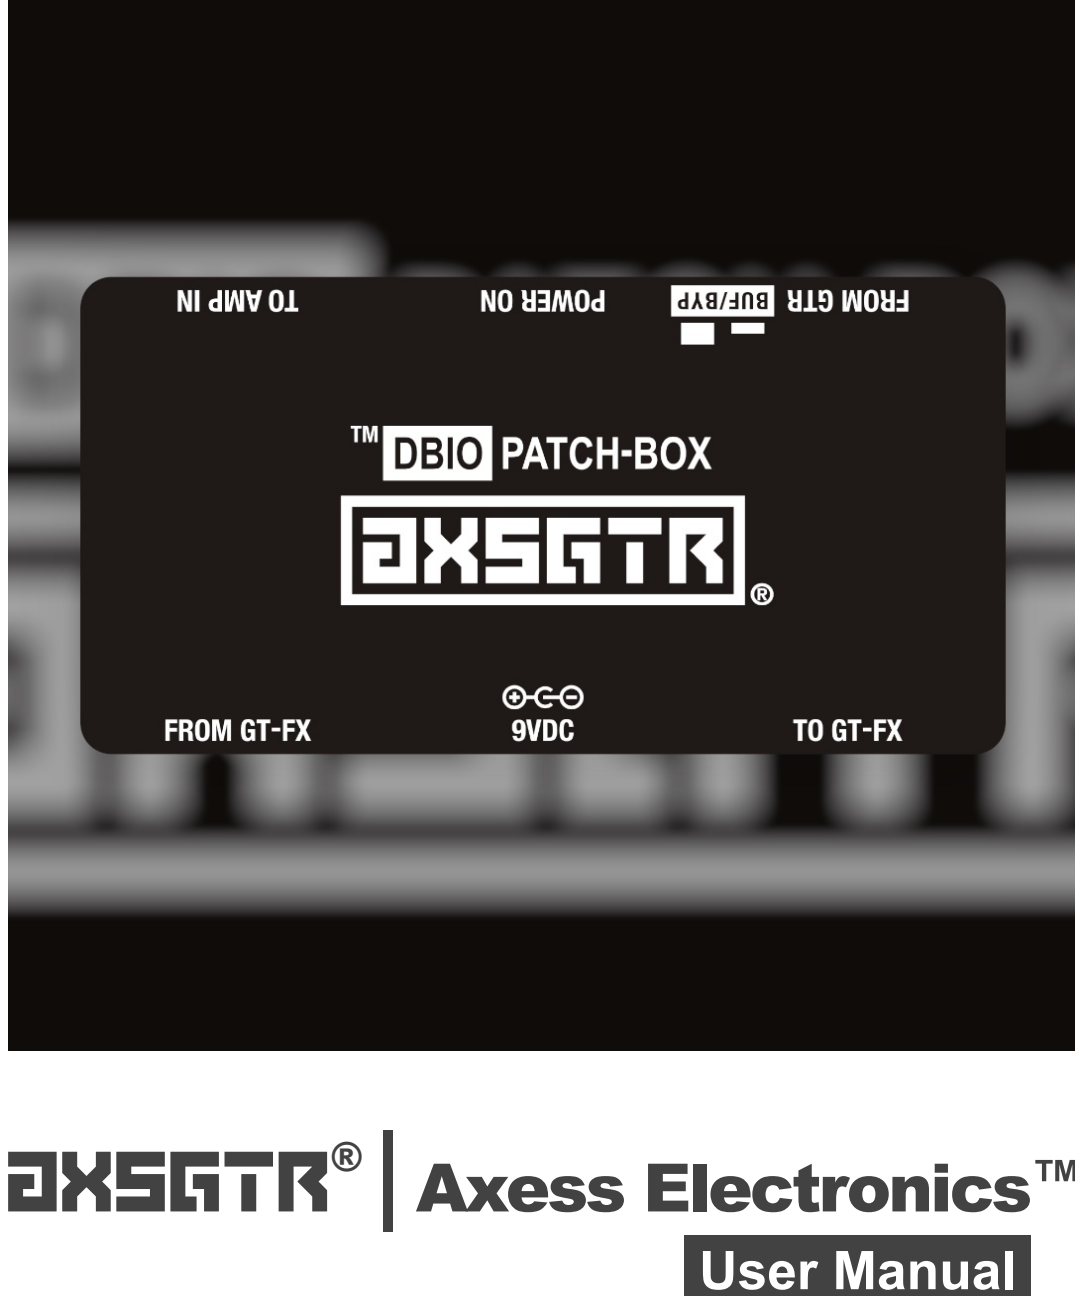 TO AMP IN POWER ON BUF/BYP FROM GTR
™ DBIO PATCH-BOX
AXSGTR®
FROM GT-FX 9VDC TO GT-FX
AXSGTR® | Axess Electronics™
User Manual